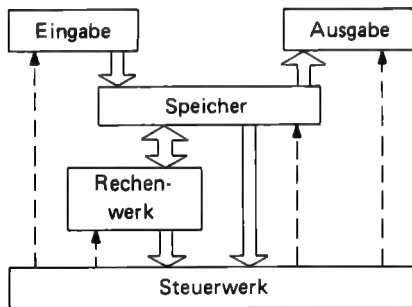 Eingabe
Ausgabe
Speicher
Rechen-
werk
Steuerwerk